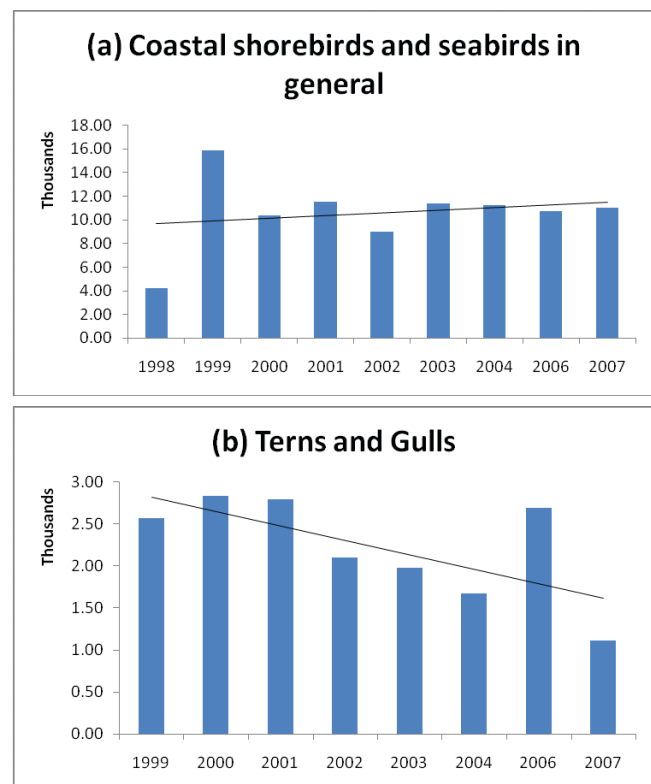 (a) Coastal shorebirds and seabirds in
general
Thousands
18.00
16.00
14.00
12.00
10.00
8.00
6.00
4.00
2.00
0.00
1998 1999 2000 2001 2002 2003 2004 2006 2007
(b) Terns and Gulls
Thousands
3.00
2.50
2.00
1.50
1.00
0.50
0.00
1999 2000 2001 2002 2003 2004 2006 2007